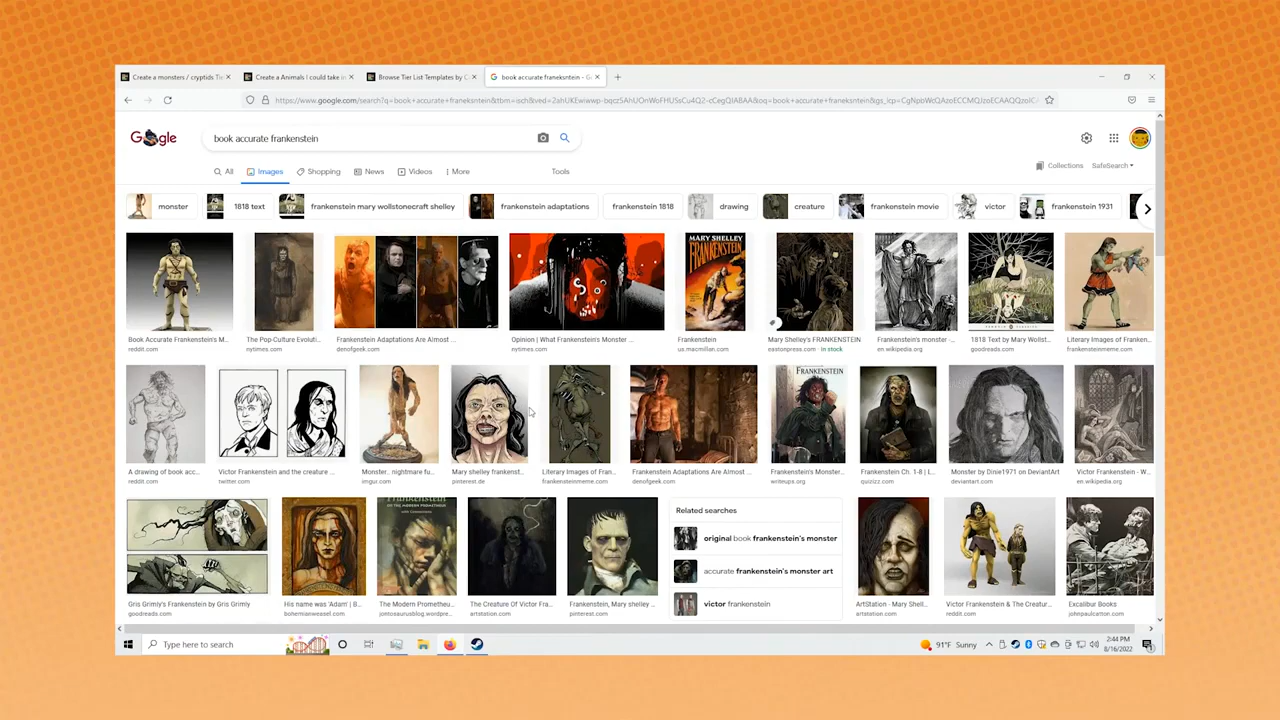 Create a monsters / cryptids Tie
Create a Animals I could take in
Browse Tier List Templates by C
book accurate franeksntein - Go
book accurate frankenstein
All
Images
Shopping
News
Videos
More
Tools
Collections
SafeSearch
monster
1818 text
frankenstein mary wollstonecraft shelley
frankenstein adaptations
frankenstein 1818
drawing
creature
frankenstein movie
victor
frankenstein 1931
MARY SHELLEY
FRANKENSTEIN
Book Accurate Frankenstein's M...
reddit.com
The Pop-Culture Evoluti...
nytimes.com
Frankenstein Adaptations Are Almost ...
denofgeek.com
Opinion | What Frankenstein's Monster ...
nytimes.com
Frankenstein
us.macmillan.com
Mary Shelley's FRANKENSTEIN
eastonpress.com · In stock
Frankenstein's monster - ...
en.wikipedia.org
1818 Text by Mary Wollst...
goodreads.com
Literary Images of Franken...
frankensteinmeme.com
FRANKENSTEIN
A drawing of book acc...
reddit.com
Victor Frankenstein and the creature ...
twitter.com
Monster.. nightmare fu...
imgur.com
Mary shelley frankenst...
pinterest.de
Literary Images of Fran...
frankensteinmeme.com
Frankenstein Adaptations Are Almost ...
denofgeek.com
Frankenstein's Monster...
writeups.org
Frankenstein Ch. 1-8 | L...
quizizz.com
Monster by Dinie1971 on DeviantArt
deviantart.com
Victor Frankenstein - W...
en.wikipedia.org
Frankenstein
Related searches
original book frankenstein's monster
accurate frankenstein's monster art
victor frankenstein
Gris Grimly's Frankenstein by Gris Grimly
goodreads.com
His name was 'Adam' | B...
bohemianweasel.com
The Modern Prometheu...
jontosaurusblog.wordpre...
The Creature Of Victor Fra...
artstation.com
Frankenstein, Mary shelley ...
pinterest.com
ArtStation - Mary Shell...
artstation.com
Victor Frankenstein & The Creatur...
reddit.com
Excalibur Books
johnpaulcatton.com
Type here to search
91°F Sunny
2:44 PM
8/16/2022